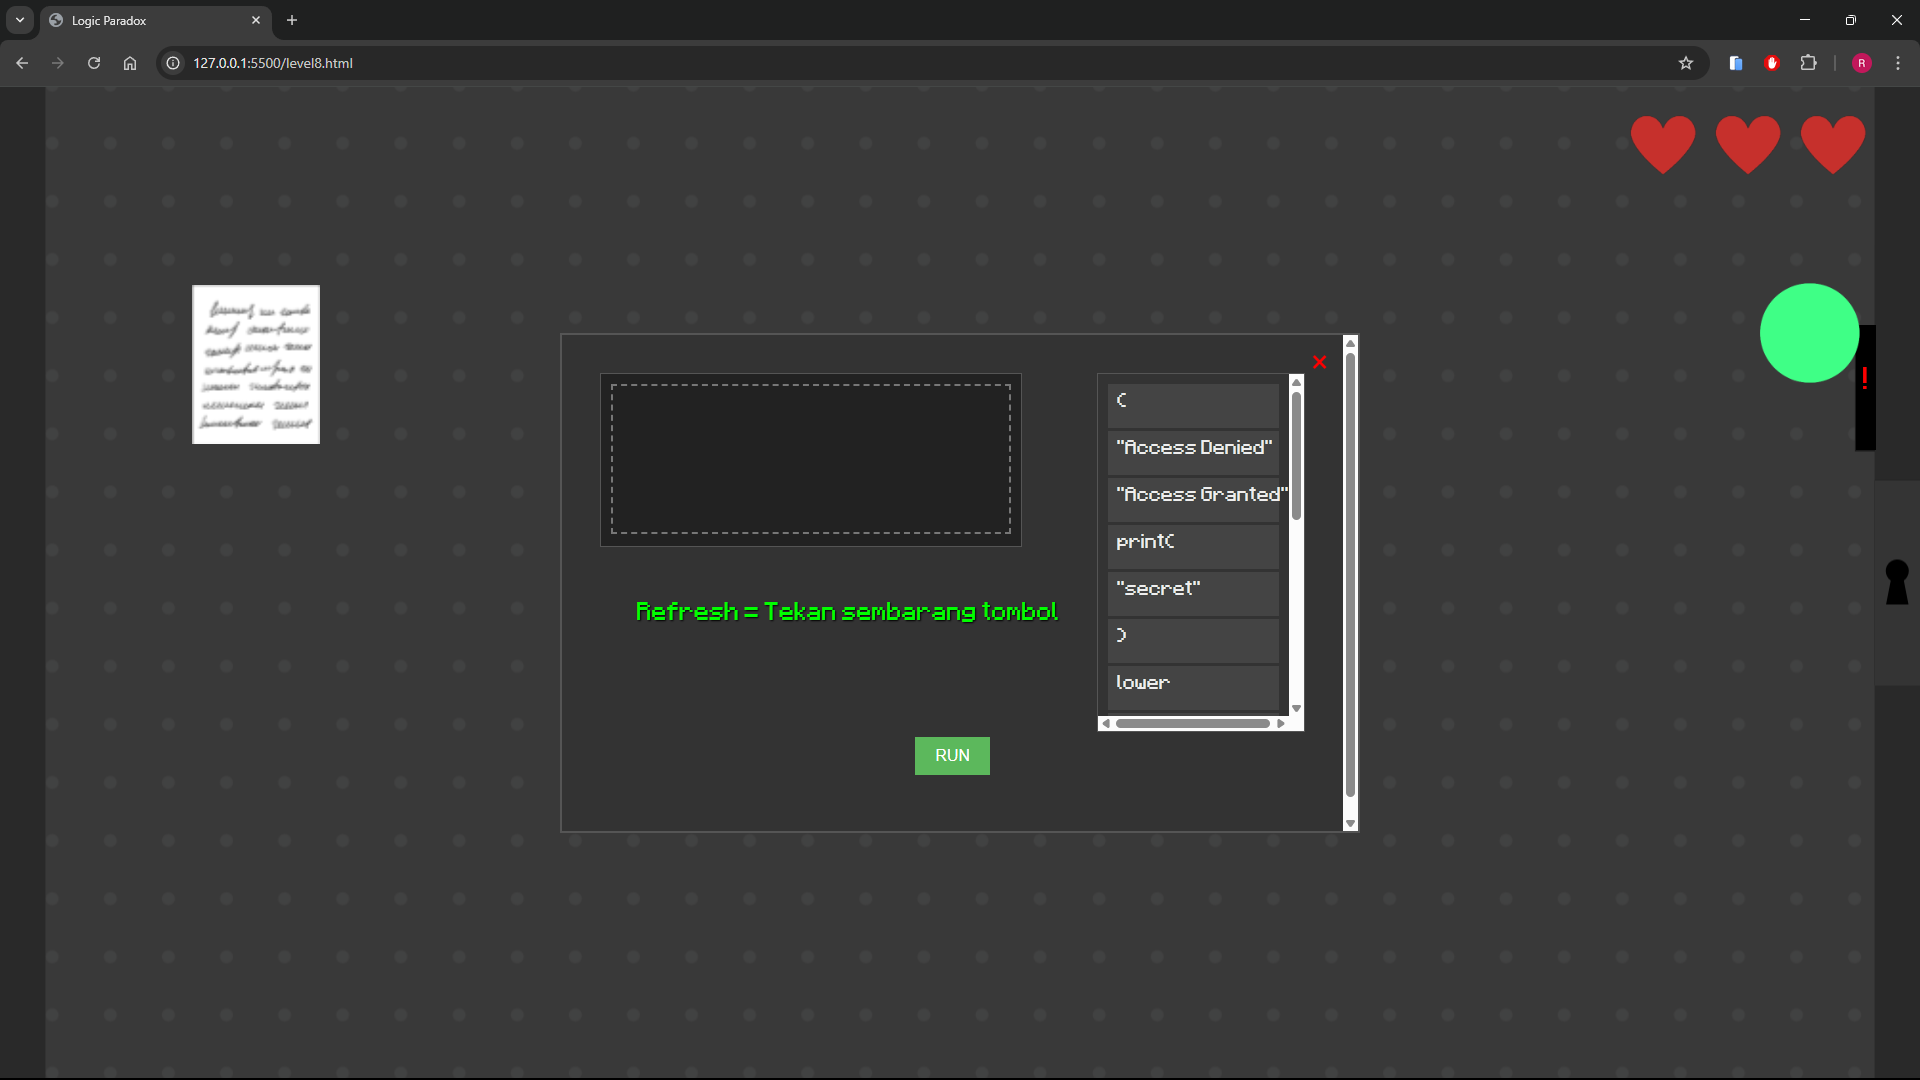 Logic Paradox
127.0.0.1:5500/level8.html
R
!
(
"Access Denied"
"Access Granted"
print(
"secret"
)
lower
Refresh = Tekan sembarang tombol
RUN